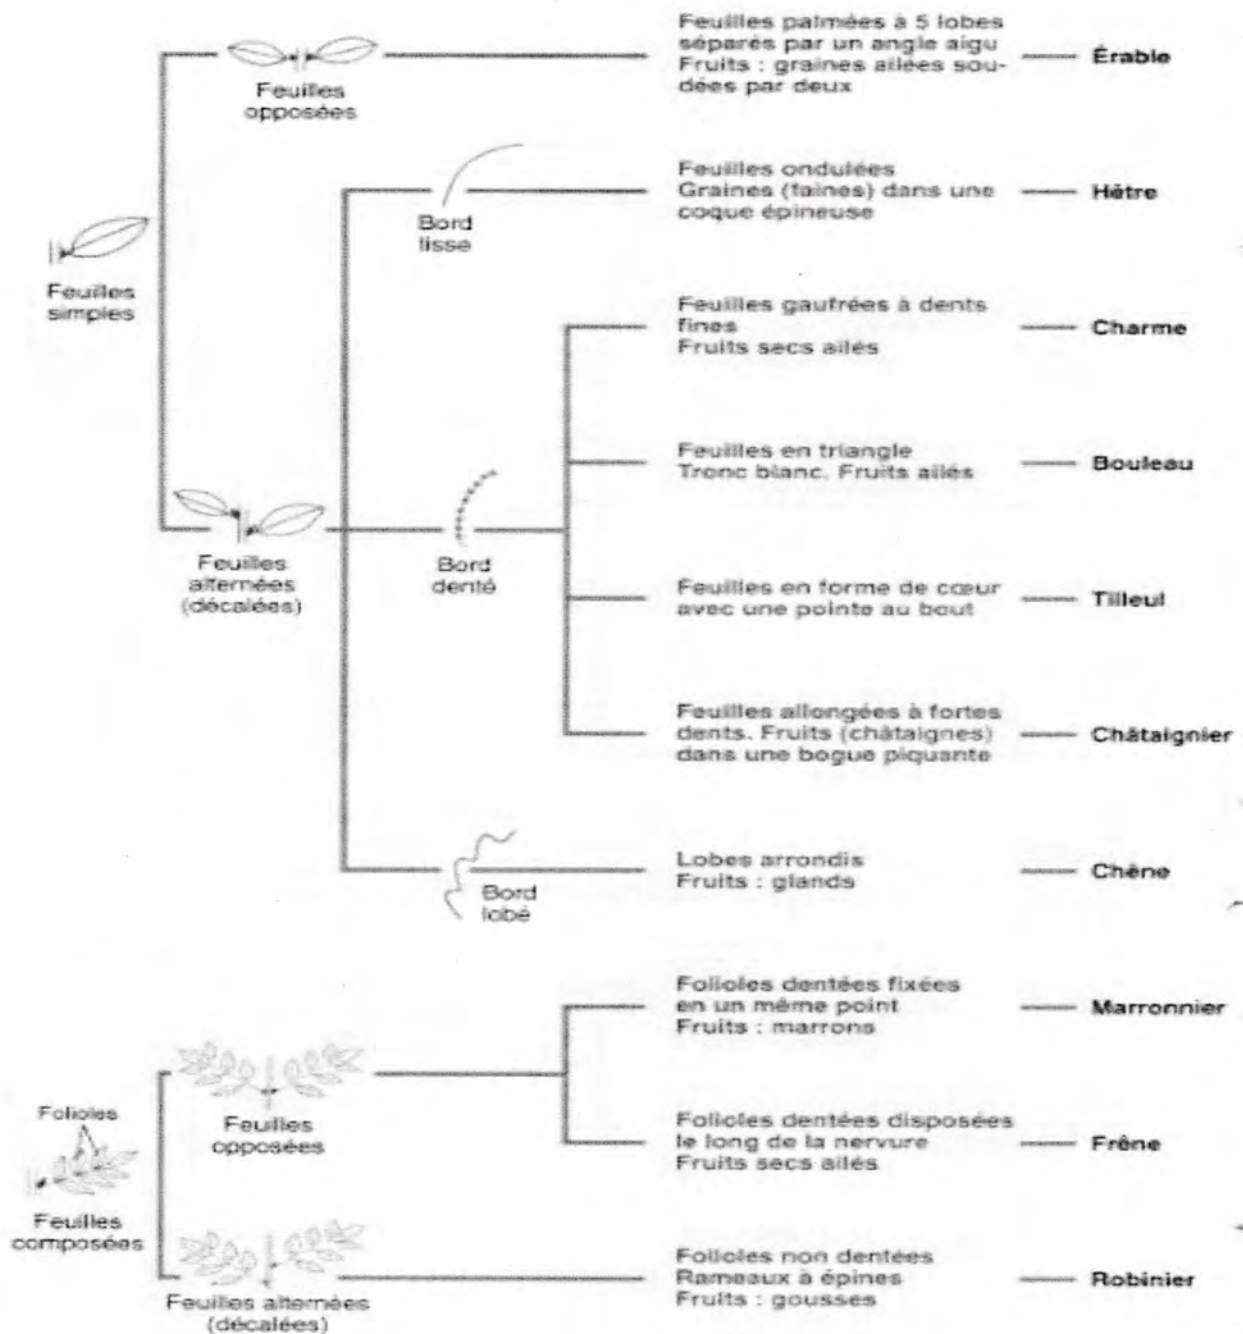 Feuilles palmées à 5 lobes
séparés par un angle aigu
Fruits : graines ailées sou-
dées par deux
Érable
Feuilles
opposées
Feuilles ondulées
Graines (faines) dans une
coque épineuse
Hêtre
Bord
lisse
Feuilles
simples
Feuilles gaufrées à dents
fines
Fruits secs ailés
Charme
Feuilles en triangle
Tronc blanc. Fruits ailés
Bouleau
Feuilles
alternées
(décalées)
Bord
denté
Feuilles en forme de cœur
avec une pointe au bout
Tilleul
Feuilles allongées à fortes
dents. Fruits (châtaignes)
dans une bogue piquante
Châtaignier
Lobes arrondis
Fruits : glands
Chêne
Bord
lobé
Folioles dentées fixées
en un même point
Fruits : marrons
Marronnier
Folioles
Feuilles
opposées
Folioles dentées disposées
le long de la nervure
Fruits secs ailés
Frêne
Feuilles
composées
Folioles non dentées
Rameaux à épines
Fruits : gousses
Robinier
Feuilles alternées
(décalées)